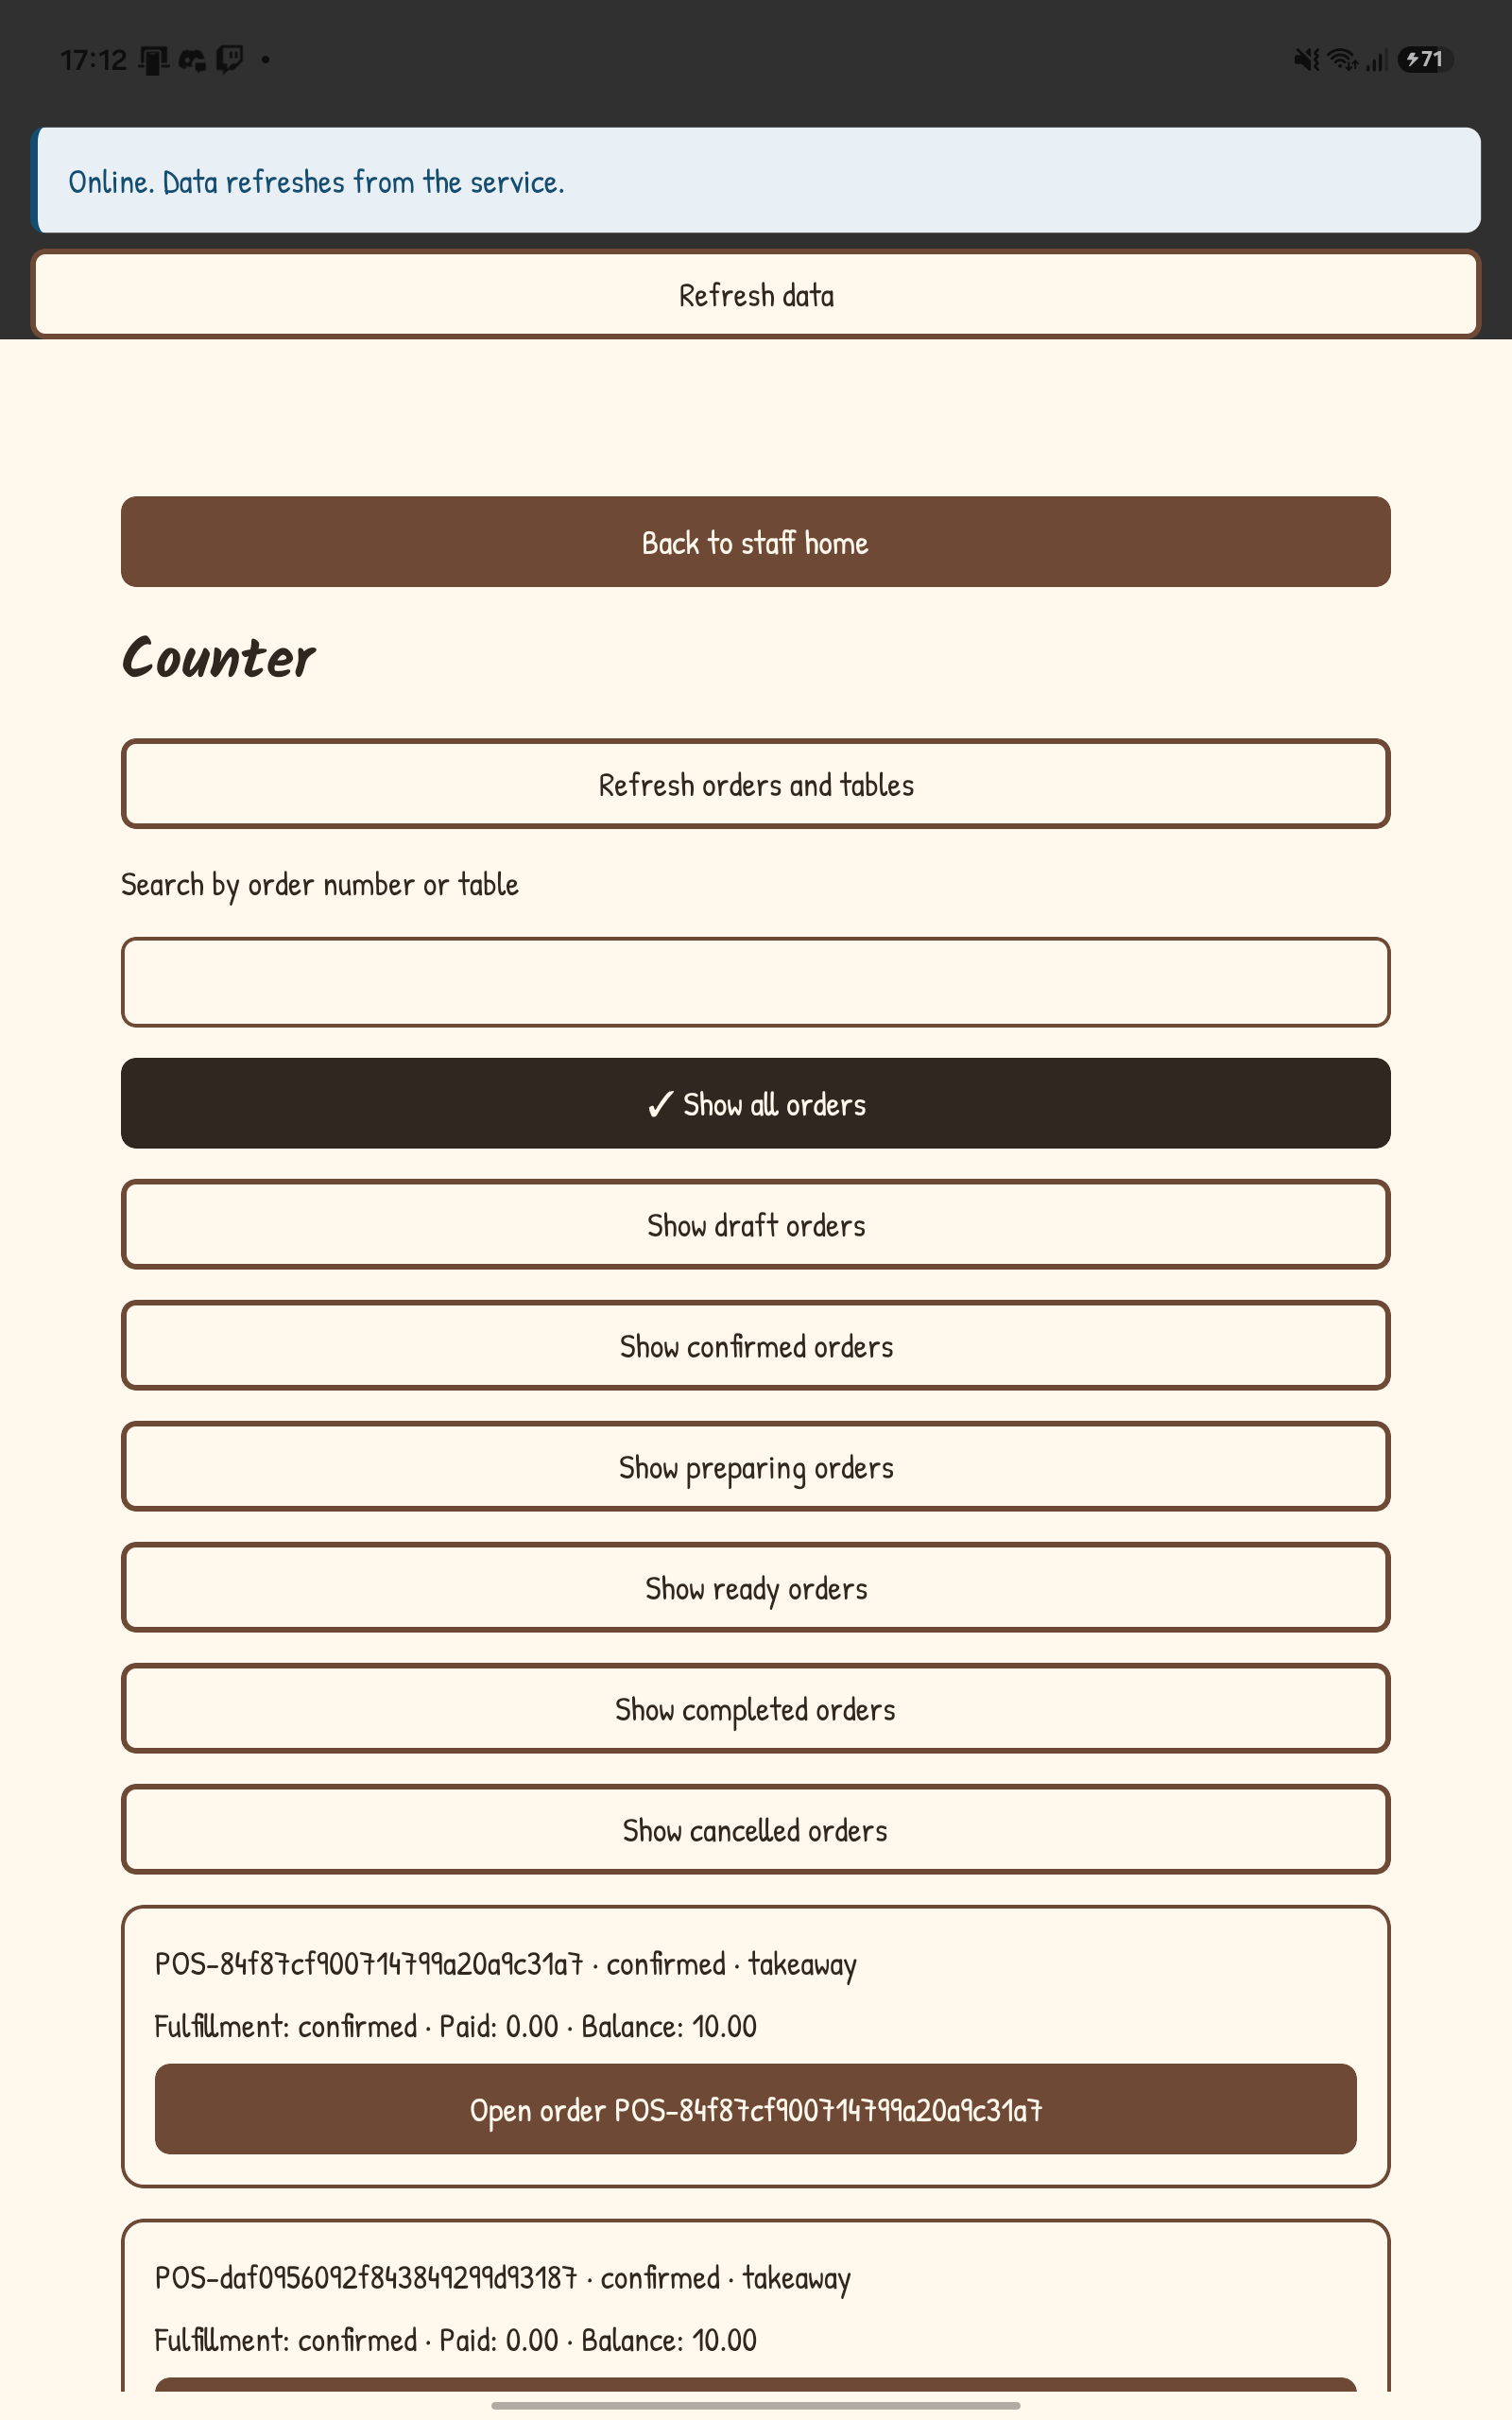 17:12
71
Online. Data refreshes from the service.
Refresh data
Back to staff home
Counter
Refresh orders and tables
Search by order number or table
✓ Show all orders
Show draft orders
Show confirmed orders
Show preparing orders
Show ready orders
Show completed orders
Show cancelled orders
POS-84f87cf900714799a20a9c31a7 · confirmed · takeaway
Fulfillment: confirmed · Paid: 0.00 · Balance: 10.00
Open order POS-84f87cf900714799a20a9c31a7
POS-daf0956092f843849299d93187 · confirmed · takeaway
Fulfillment: confirmed · Paid: 0.00 · Balance: 10.00